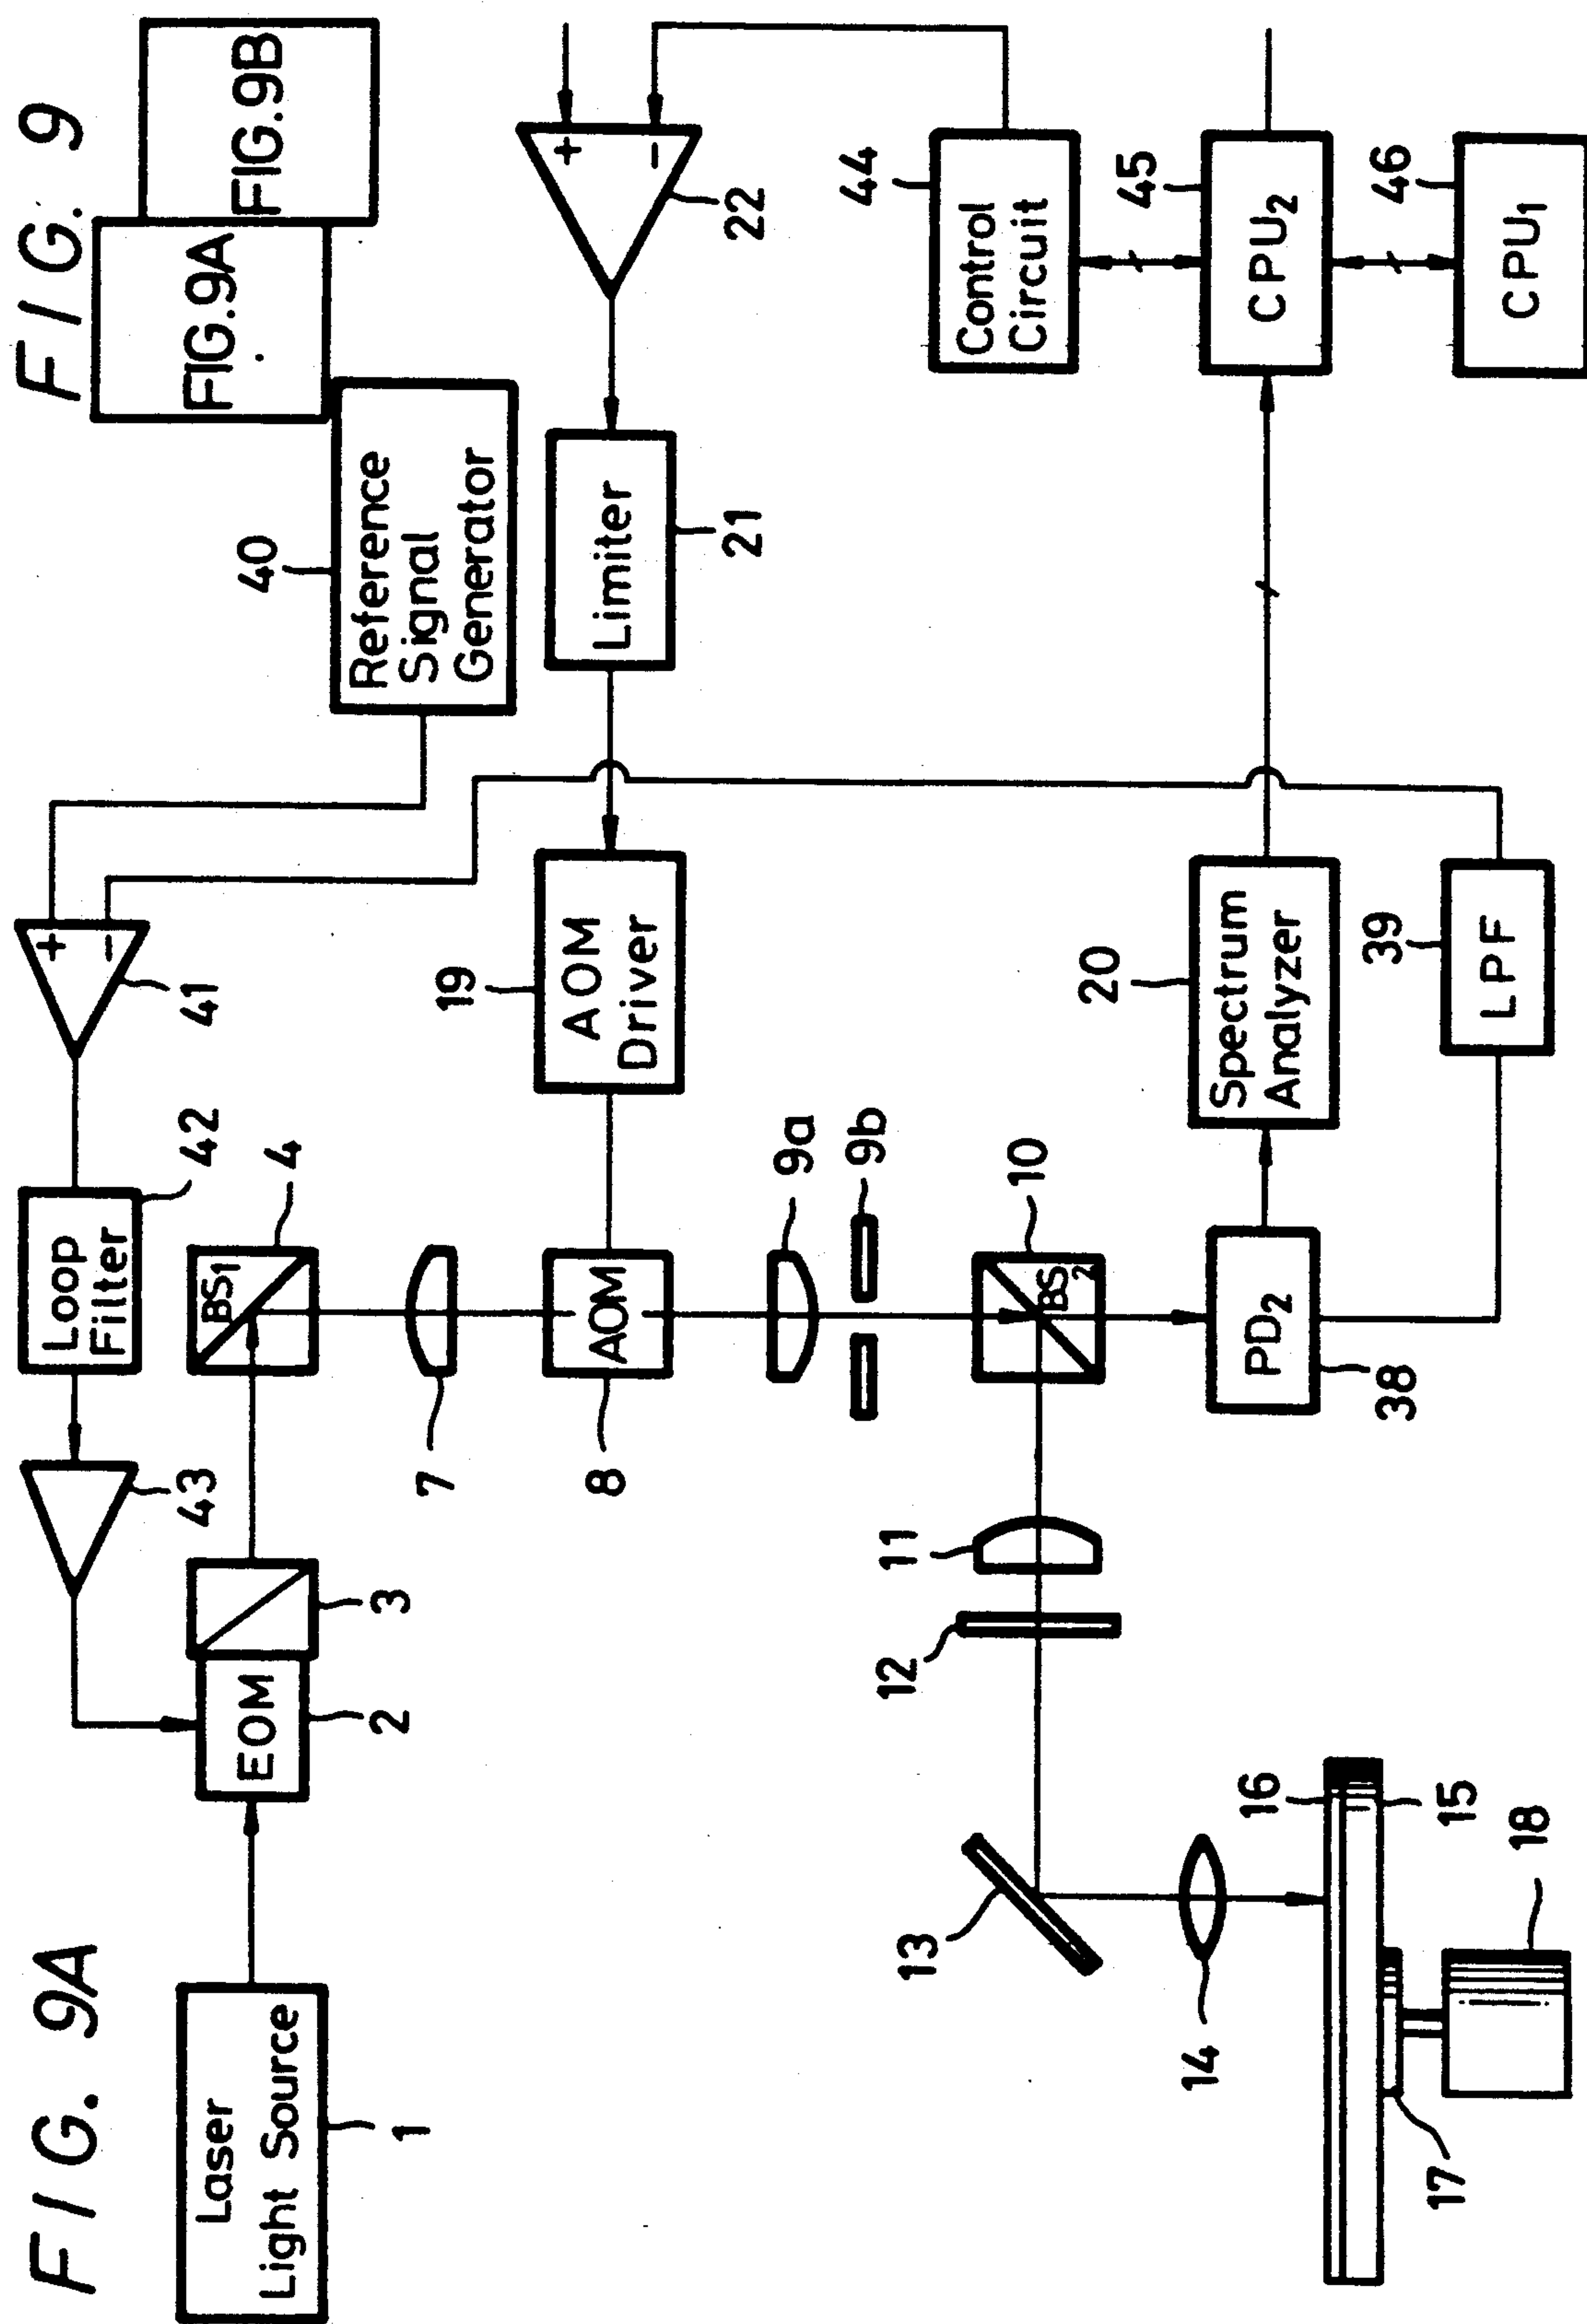 FIG. 9A
FIG. 9
FIG.9A
FIG.9B
Laser
Light Source
1
EOM
2
3
43
Loop
Filter
42
41
+
−
BS1
4
7
AOM
8
AOM
Driver
19
Reference
Signal
Generator
40
Limiter
21
22
+
−
9a
9b
BS2
10
11
12
13
14
15
16
17
18
PD2
38
Spectrum
Analyzer
20
LPF
39
Control
Circuit
44
CPU2
45
CPU1
46